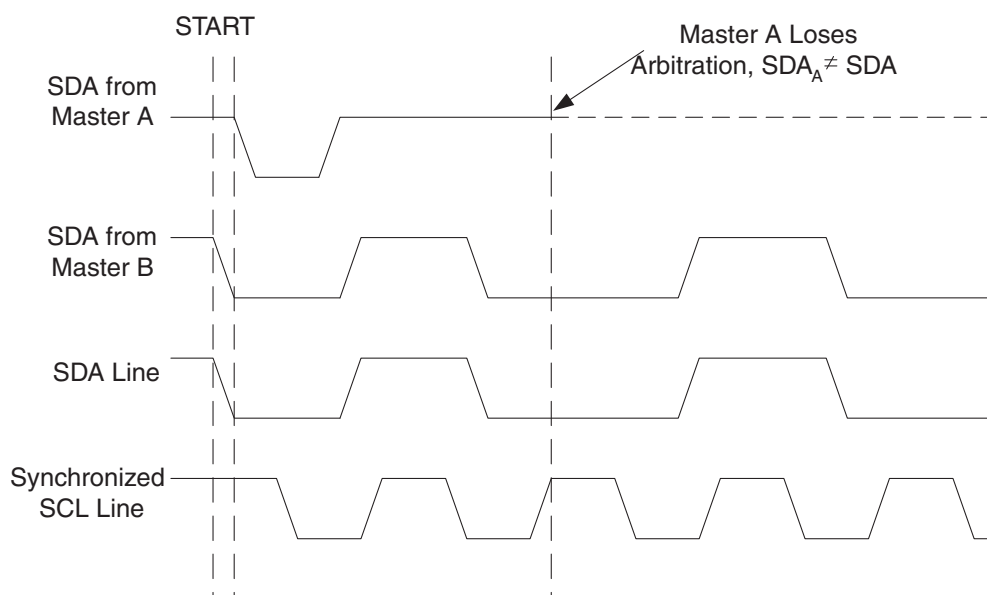 START
Master A Loses
Arbitration, SDA_A ≠ SDA
SDA from
Master A
SDA from
Master B
SDA Line
Synchronized
SCL Line